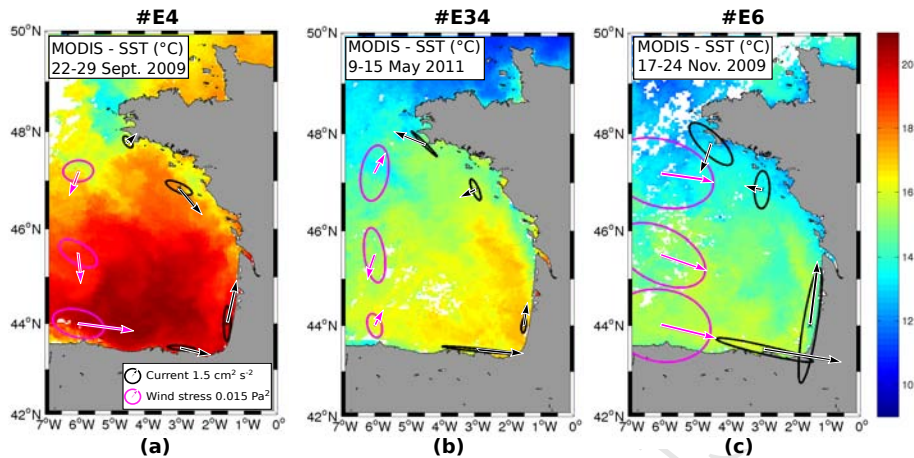 #E4 #E34 #E6
MODIS - SST (°C)
22-29 Sept. 2009
MODIS - SST (°C)
9-15 May 2011
MODIS - SST (°C)
17-24 Nov. 2009
50°N
48°N
46°N
44°N
42°N
50°N
48°N
46°N
44°N
42°N
50°N
48°N
46°N
44°N
42°N
20
18
16
14
12
10
Current 1.5 cm² s⁻²
Wind stress 0.015 Pa²
7°W 6°W 5°W 4°W 3°W 2°W 1°W 0°
7°W 6°W 5°W 4°W 3°W 2°W 1°W 0°
7°W 6°W 5°W 4°W 3°W 2°W 1°W 0°
(a) (b) (c)